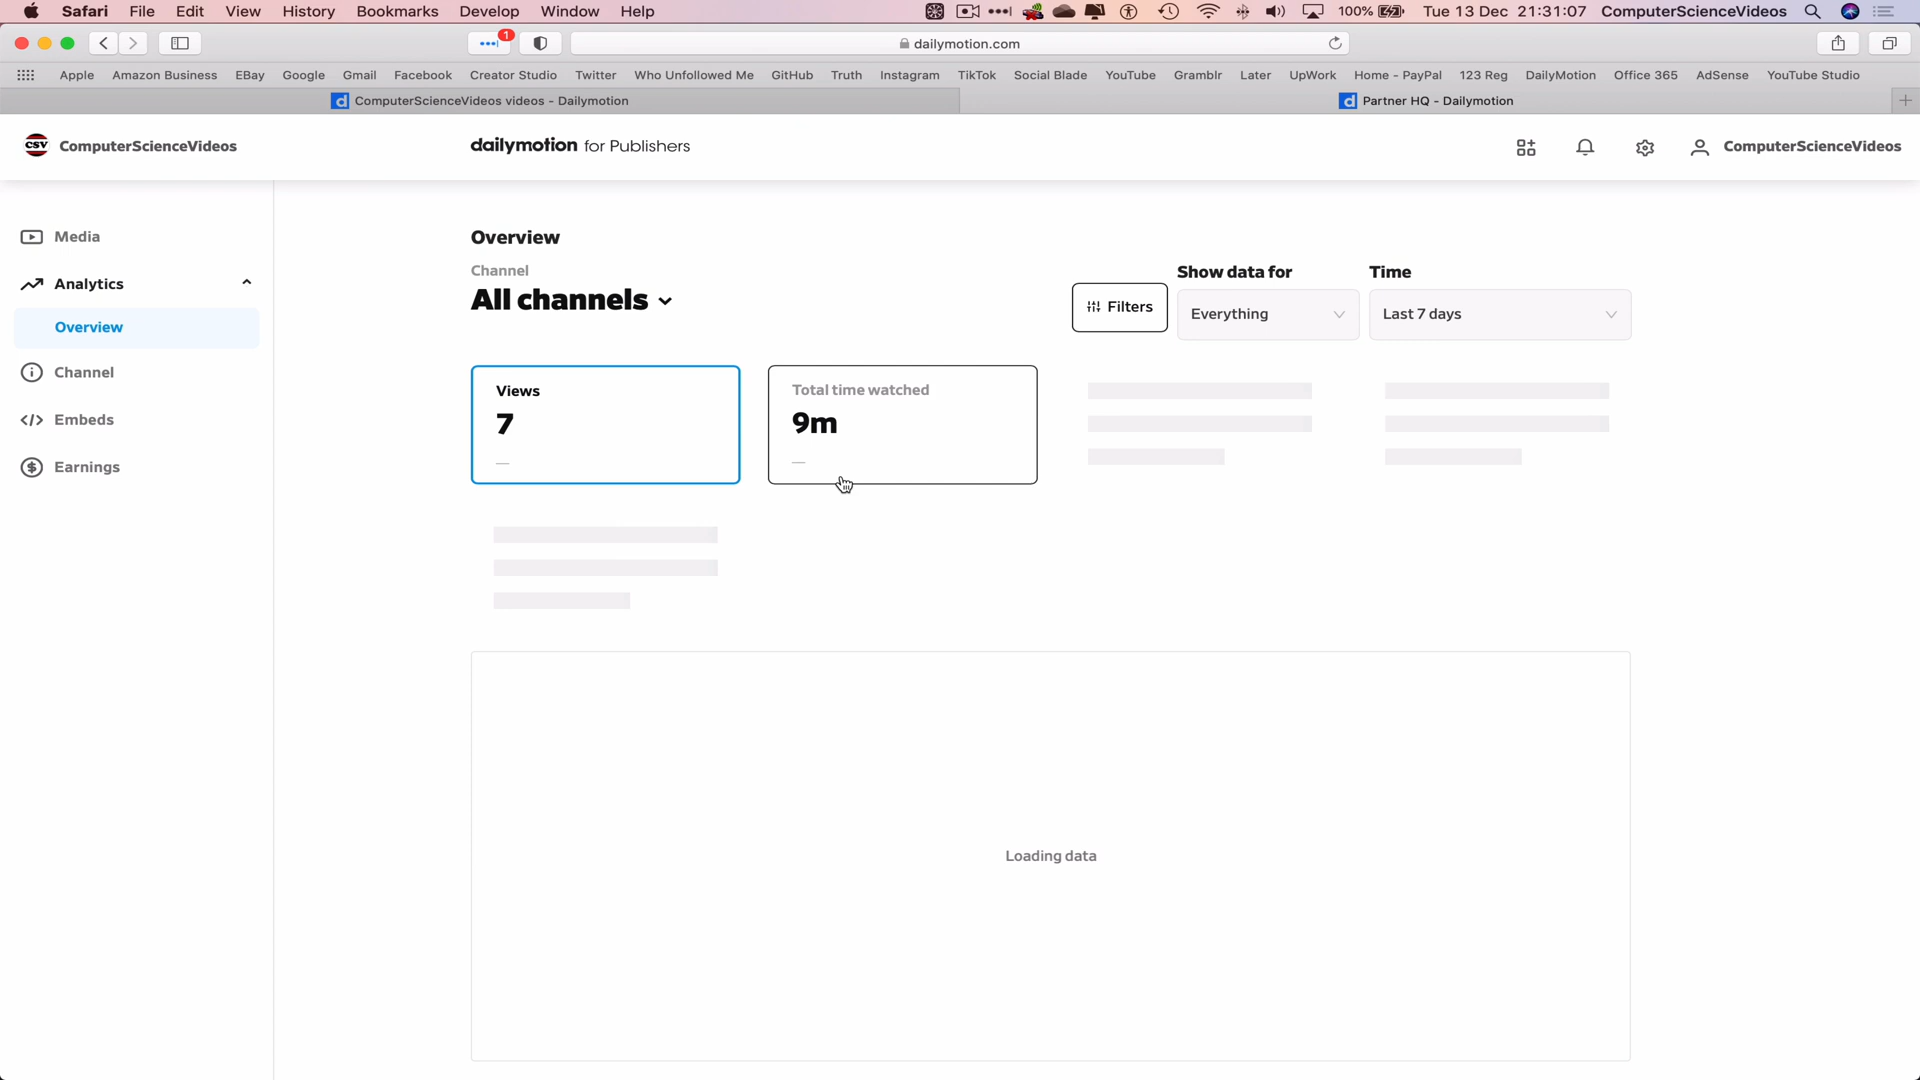 Safari File Edit View History Bookmarks Develop Window Help 100% Tue 13 Dec 21:31:07 ComputerScienceVideos
1 dailymotion.com
Apple Amazon Business EBay Google Gmail Facebook Creator Studio Twitter Who Unfollowed Me GitHub Truth Instagram TikTok Social Blade YouTube Gramblr Later UpWork Home - PayPal 123 Reg DailyMotion Office 365 AdSense YouTube Studio
d ComputerScienceVideos videos - Dailymotion d Partner HQ - Dailymotion
CSV ComputerScienceVideos dailymotion for Publishers ComputerScienceVideos
Media
Analytics
Overview
Channel
Embeds
Earnings
Overview
Channel
All channels
Filters
Show data for
Everything
Time
Last 7 days
Views
7
—
Total time watched
9m
—
Loading data